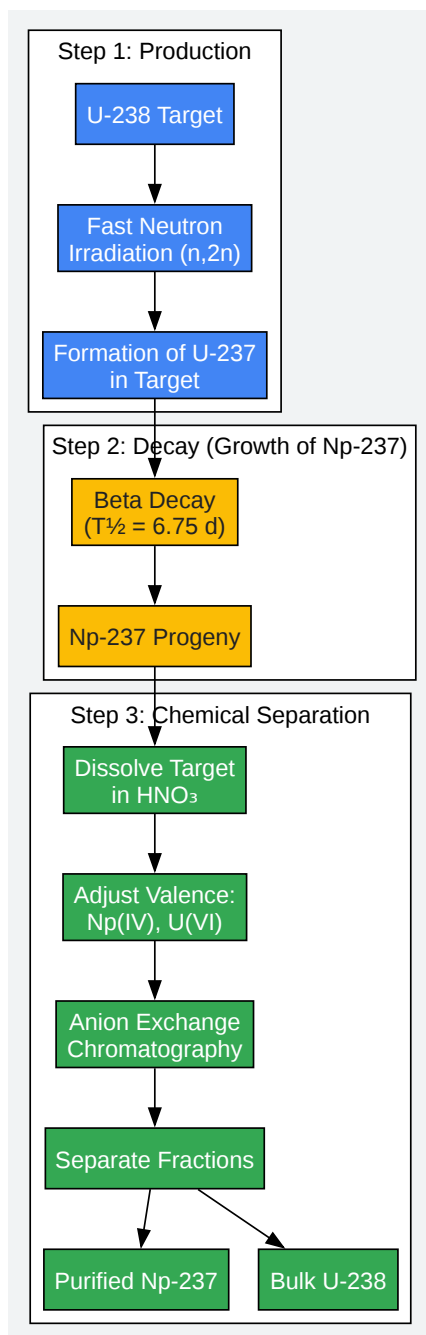 Step 1: Production
U-238 Target
Fast Neutron
Irradiation (n,2n)
Formation of U-237
in Target
Step 2: Decay (Growth of Np-237)
Beta Decay
(T½ = 6.75 d)
Np-237 Progeny
Step 3: Chemical Separation
Dissolve Target
in HNO₃
Adjust Valence:
Np(IV), U(VI)
Anion Exchange
Chromatography
Separate Fractions
Purified Np-237
Bulk U-238